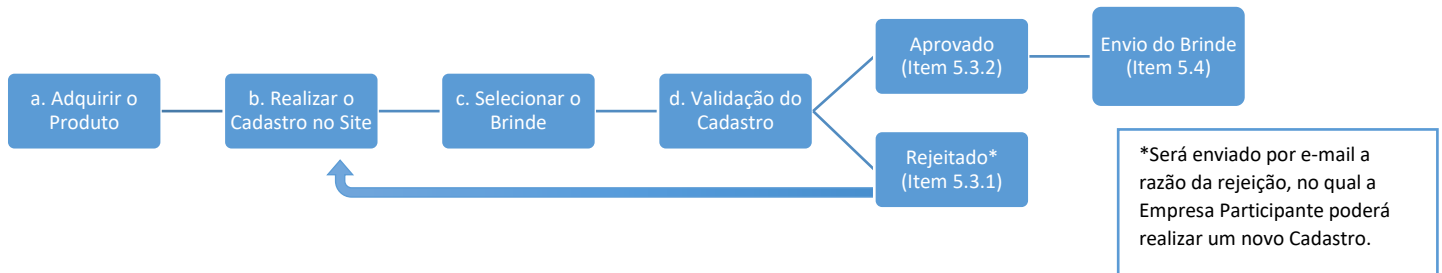 a. Adquirir o
Produto
b. Realizar o
Cadastro no Site
c. Selecionar o
Brinde
d. Validação do
Cadastro
Aprovado
(Item 5.3.2)
Envio do Brinde
(Item 5.4)
Rejeitado*
(Item 5.3.1)
*Será enviado por e-mail a
razão da rejeição, no qual a
Empresa Participante poderá
realizar um novo Cadastro.